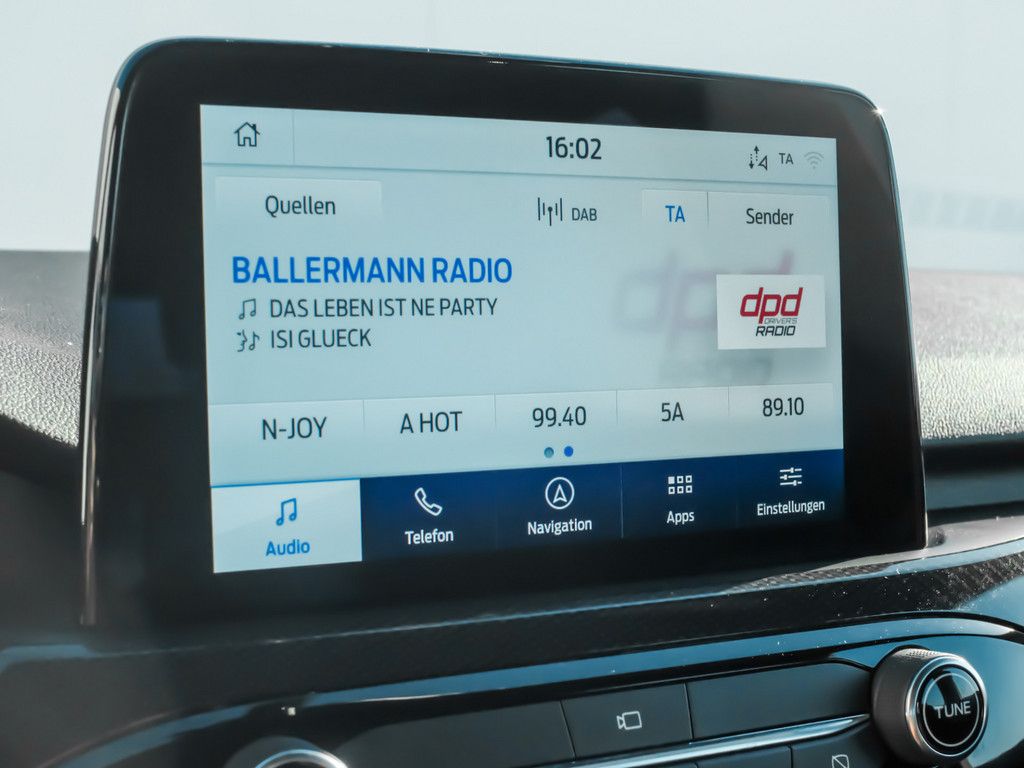 16:02
TA
Quellen
DAB
TA
Sender
BALLERMANN RADIO
DAS LEBEN IST NE PARTY
ISI GLUECK
dpd
DRIVER'S
RADIO
N-JOY
A HOT
99.40
5A
89.10
Audio
Telefon
Navigation
Apps
Einstellungen
TUNE